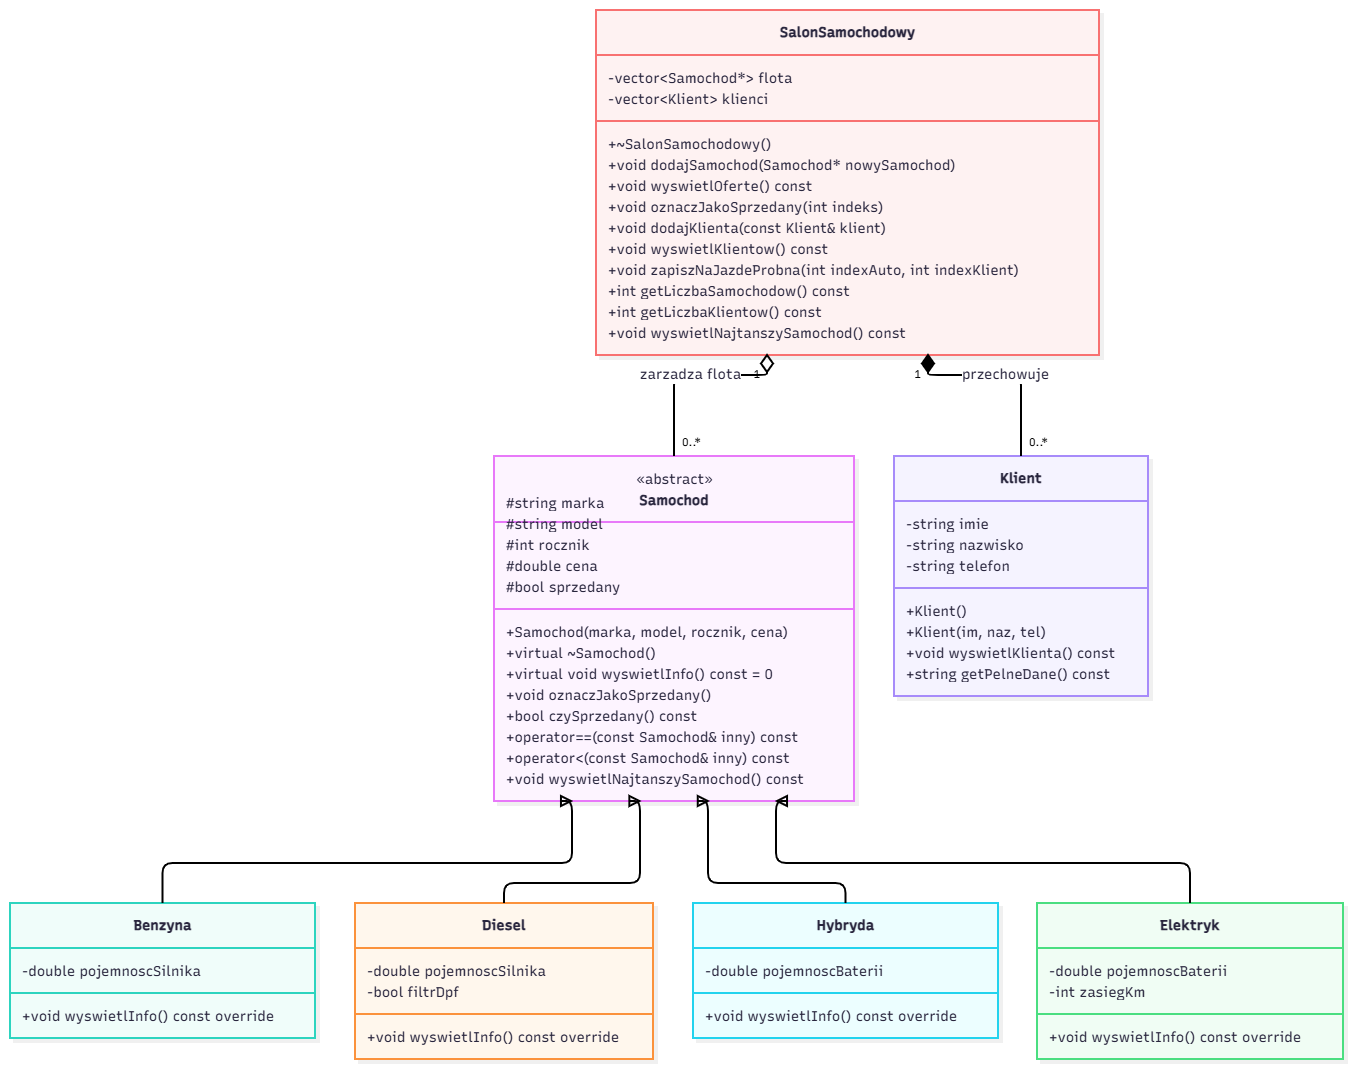 SalonSamochodowy
-vector<Samochod*> flota
-vector<Klient> klienci
+~SalonSamochodowy()
+void dodajSamochod(Samochod* nowySamochod)
+void wyswietlOferte() const
+void oznaczJakoSprzedany(int indeks)
+void dodajKlienta(const Klient& klient)
+void wyswietlKlientow() const
+void zapiszNaJazdeProbna(int indexAuto, int indexKlient)
+int getLiczbaSamochodow() const
+int getLiczbaKlientow() const
+void wyswietlNajtanszySamochod() const
zarzadza flota
1
1
przechowuje
0..*
0..*
«abstract»
Samochod
#string marka
#string model
#int rocznik
#double cena
#bool sprzedany
+Samochod(marka, model, rocznik, cena)
+virtual ~Samochod()
+virtual void wyswietlInfo() const = 0
+void oznaczJakoSprzedany()
+bool czySprzedany() const
+operator==(const Samochod& inny) const
+operator<(const Samochod& inny) const
+void wyswietlNajtanszySamochod() const
Klient
-string imie
-string nazwisko
-string telefon
+Klient()
+Klient(im, naz, tel)
+void wyswietlKlienta() const
+string getPelneDane() const
Benzyna
-double pojemnoscSilnika
+void wyswietlInfo() const override
Diesel
-double pojemnoscSilnika
-bool filtrDpf
+void wyswietlInfo() const override
Hybryda
-double pojemnoscBaterii
+void wyswietlInfo() const override
Elektryk
-double pojemnoscBaterii
-int zasiegKm
+void wyswietlInfo() const override